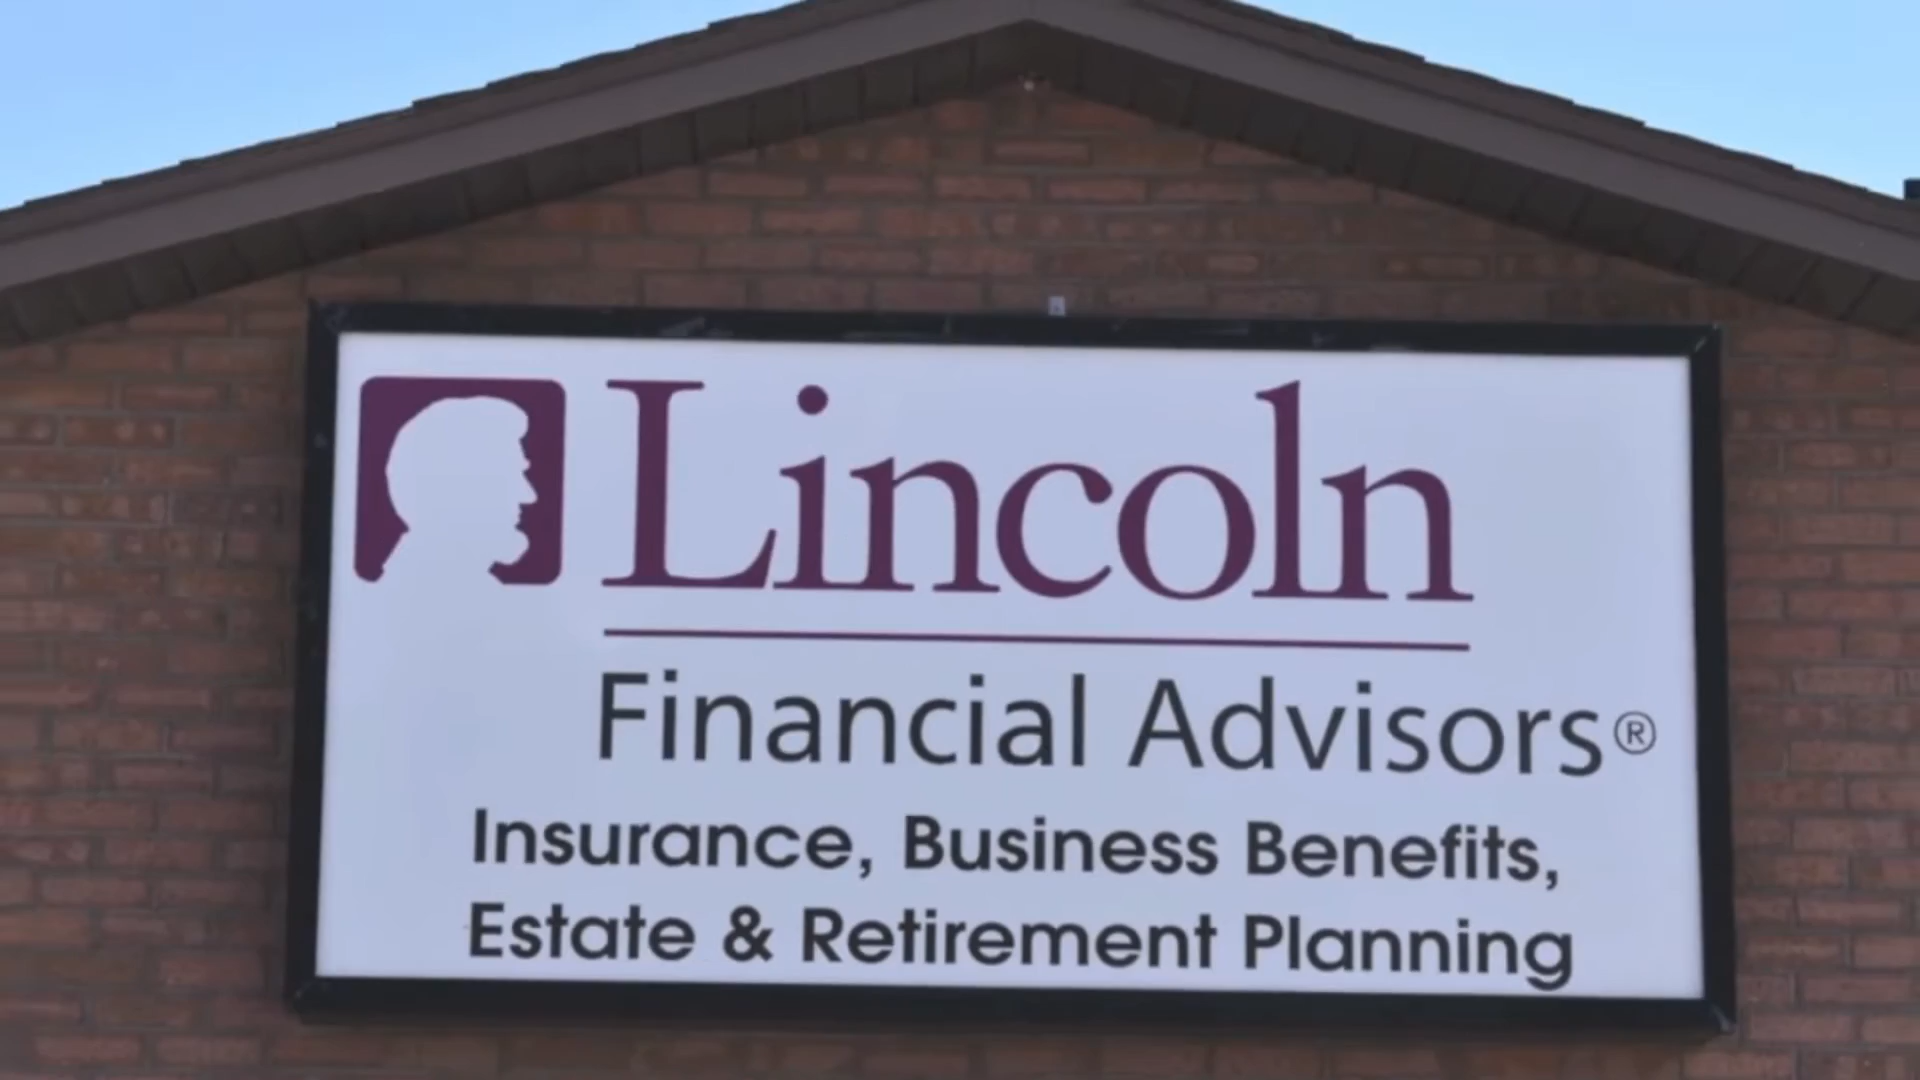 Lincoln
Financial Advisors®
Insurance, Business Benefits,
Estate & Retirement Planning